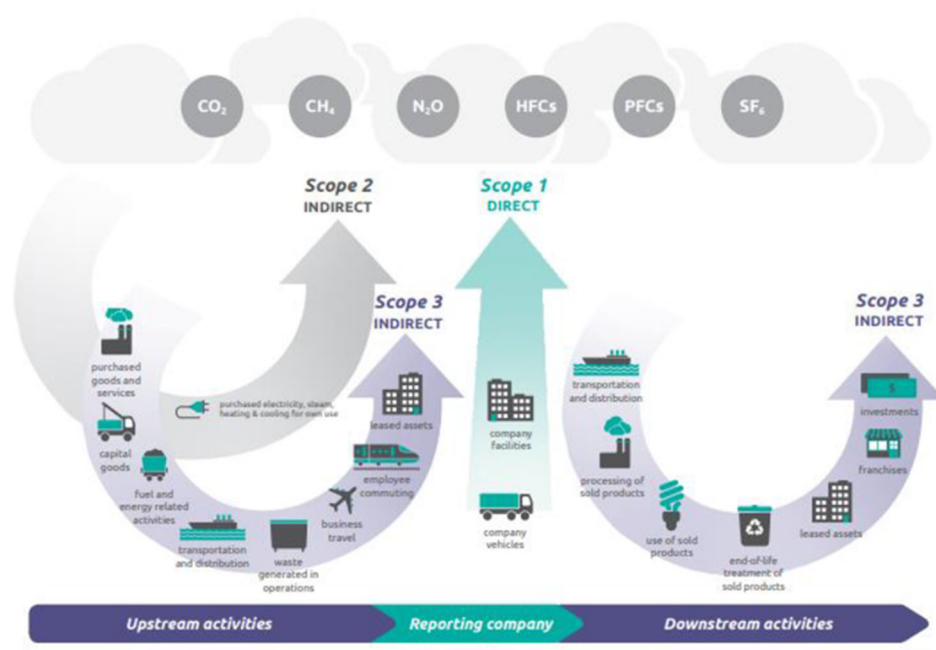 CO₂
CH₄
N₂O
HFCs
PFCs
SF₆
Scope 2
INDIRECT
Scope 1
DIRECT
Scope 3
INDIRECT
Scope 3
INDIRECT
purchased
goods and
services
capital
goods
fuel and
energy related
activities
transportation
and distribution
waste
generated in
operations
business
travel
employee
commuting
leased assets
purchased electricity, steam,
heating & cooling for own use
company
facilities
company
vehicles
transportation
and distribution
processing of
sold products
use of sold
products
end-of-life
treatment of
sold products
leased assets
franchises
$
investments
Upstream activities
Reporting company
Downstream activities